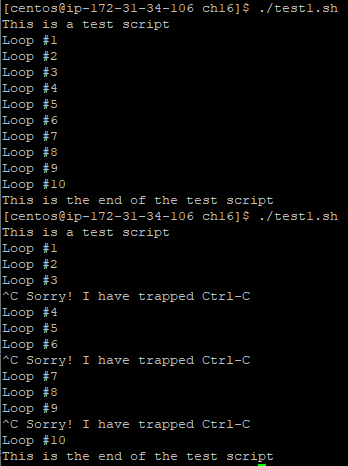 [centos@ip-172-31-34-106 ch16]$ ./test1.sh
This is a test script
Loop #1
Loop #2
Loop #3
Loop #4
Loop #5
Loop #6
Loop #7
Loop #8
Loop #9
Loop #10
This is the end of the test script
[centos@ip-172-31-34-106 ch16]$ ./test1.sh
This is a test script
Loop #1
Loop #2
Loop #3
^C Sorry! I have trapped Ctrl-C
Loop #4
Loop #5
Loop #6
^C Sorry! I have trapped Ctrl-C
Loop #7
Loop #8
Loop #9
^C Sorry! I have trapped Ctrl-C
Loop #10
This is the end of the test script